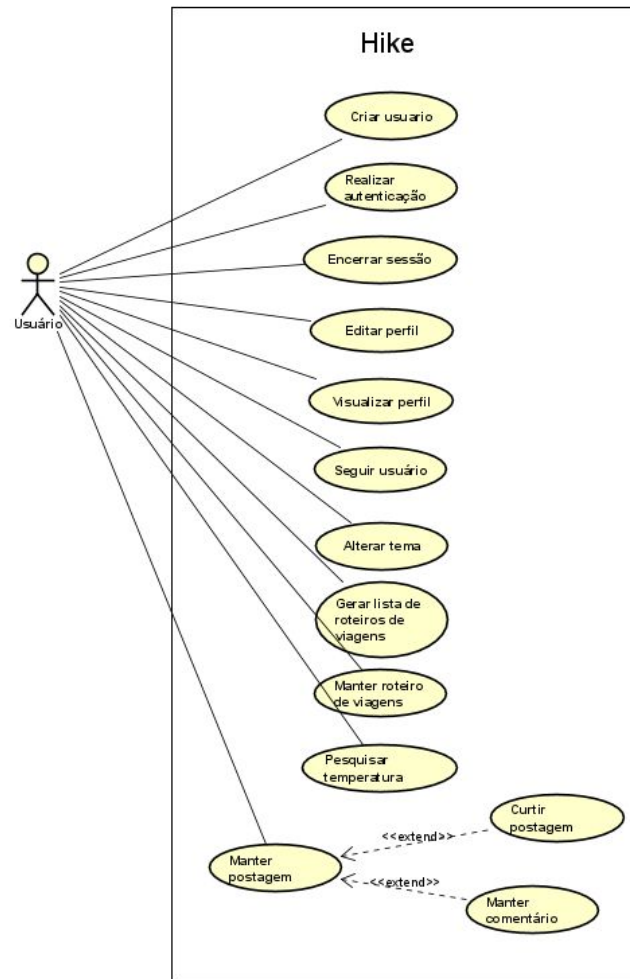 Hike
Criar usuario
Realizar
autenticação
Encerrar sessão
Usuário
Editar perfil
Visualizar perfil
Seguir usuário
Alterar tema
Gerar lista de
roteiros de
viagens
Manter roteiro
de viagens
Pesquisar
temperatura
Curtir
postagem
<<extend>>
Manter
postagem
<<extend>>
Manter
comentário